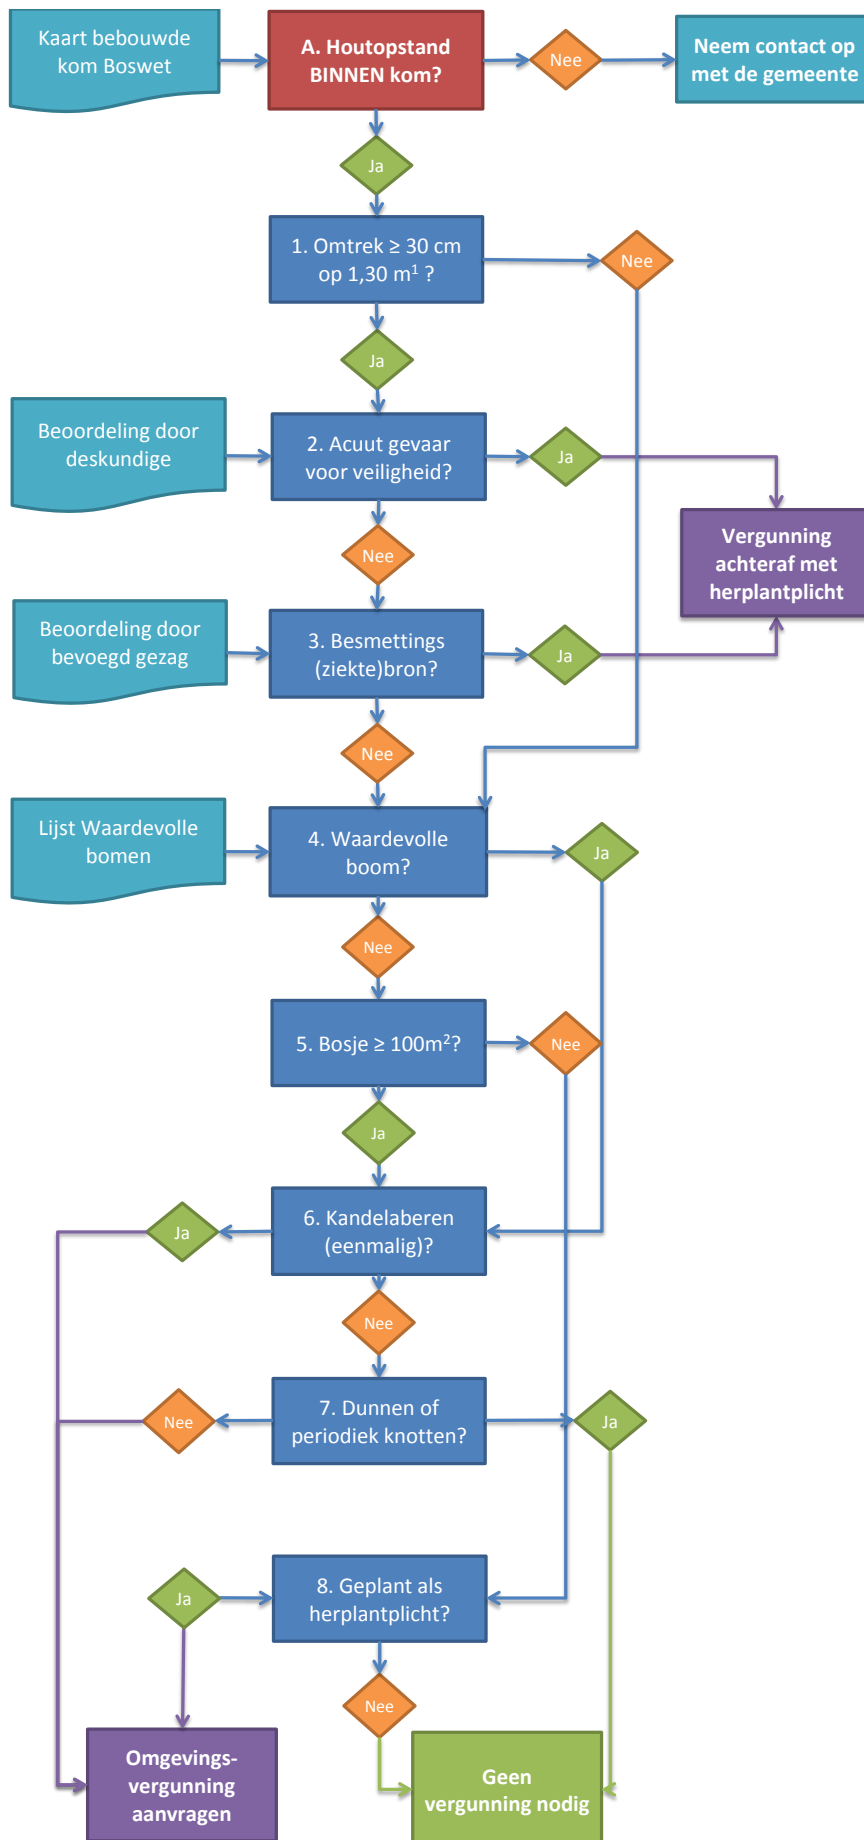 Kaart bebouwde
kom Boswet
A. Houtopstand
BINNEN kom?
Nee
Neem contact op
met de gemeente
Ja
1. Omtrek ≥ 30 cm
op 1,30 m¹ ?
Nee
Ja
Beoordeling door
deskundige
2. Acuut gevaar
voor veiligheid?
Ja
Nee
Vergunning
achteraf met
herplantplicht
Beoordeling door
bevoegd gezag
3. Besmettings
(ziekte)bron?
Ja
Nee
Lijst Waardevolle
bomen
4. Waardevolle
boom?
Ja
Nee
5. Bosje ≥ 100m²?
Nee
Ja
6. Kandelaberen
(eenmalig)?
Ja
Nee
7. Dunnen of
periodiek knotten?
Nee
Ja
8. Geplant als
herplantplicht?
Ja
Nee
Omgevings-
vergunning
aanvragen
Geen
vergunning nodig